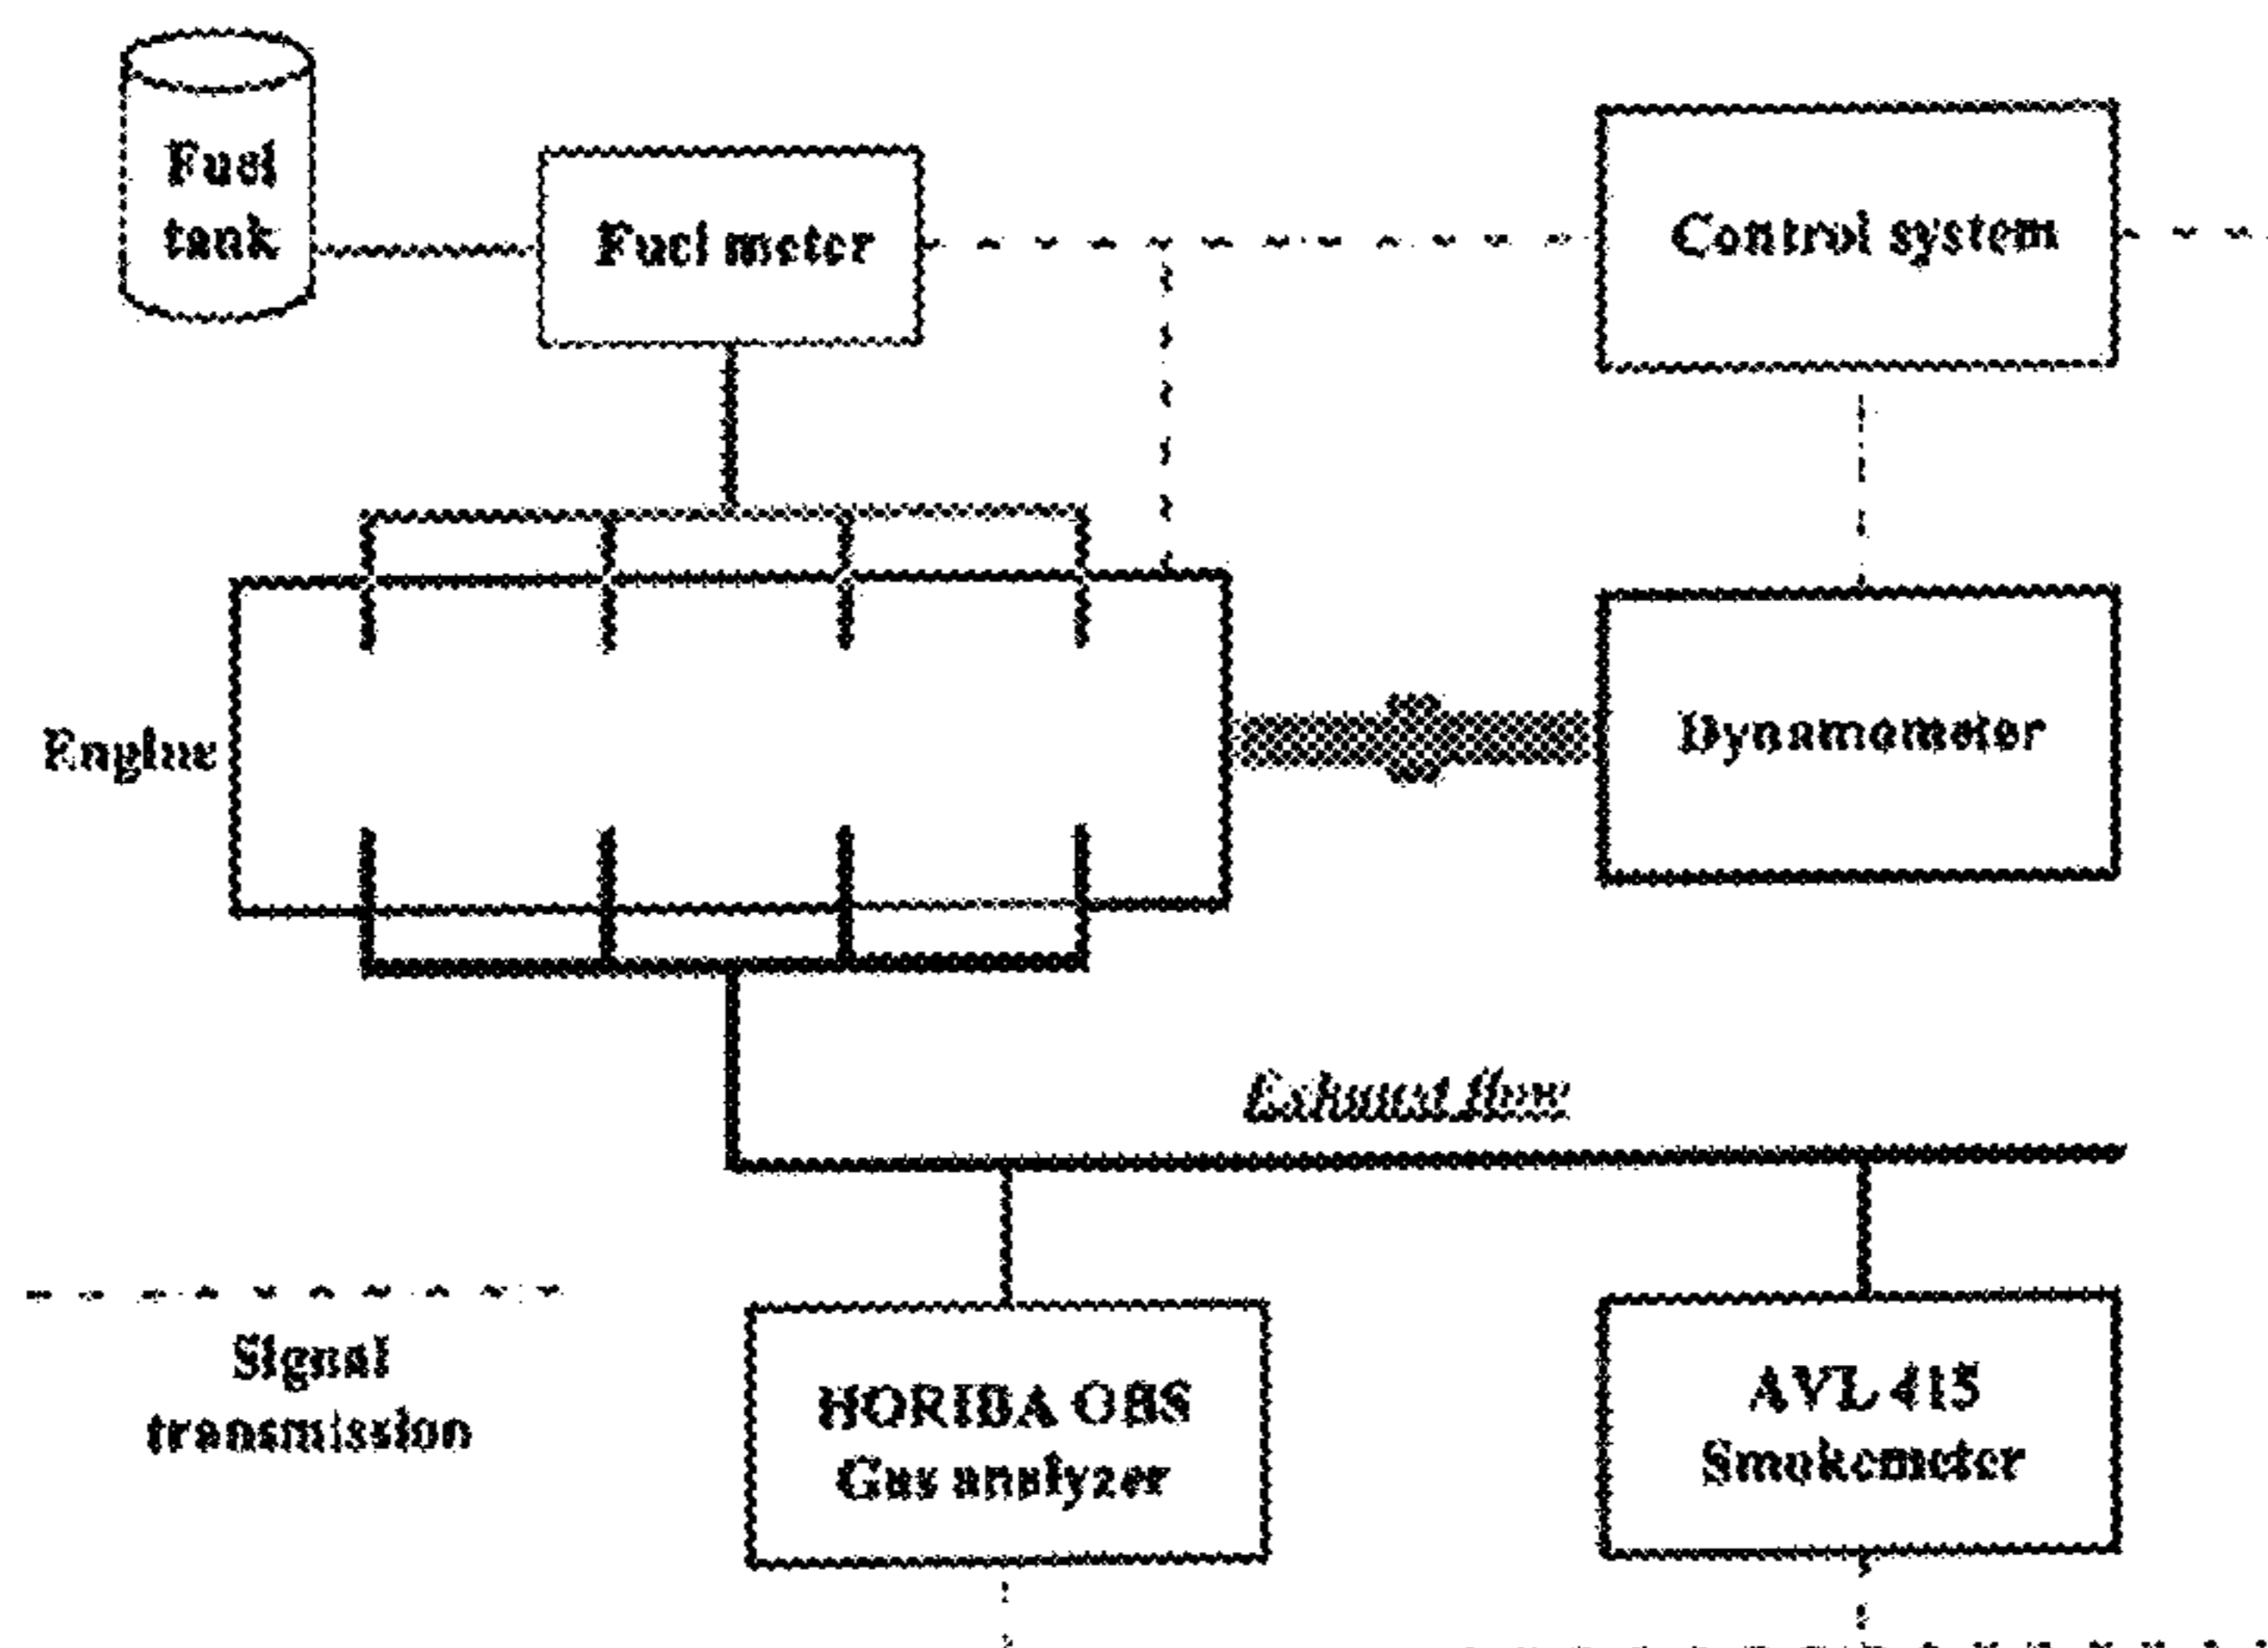 Fuel
tank
Fuel meter
Control system
Engine
Dynamometer
Exhaust flow
Signal
transmission
HORIBA OBS
Gas analyzer
AVL 415
Smokemeter